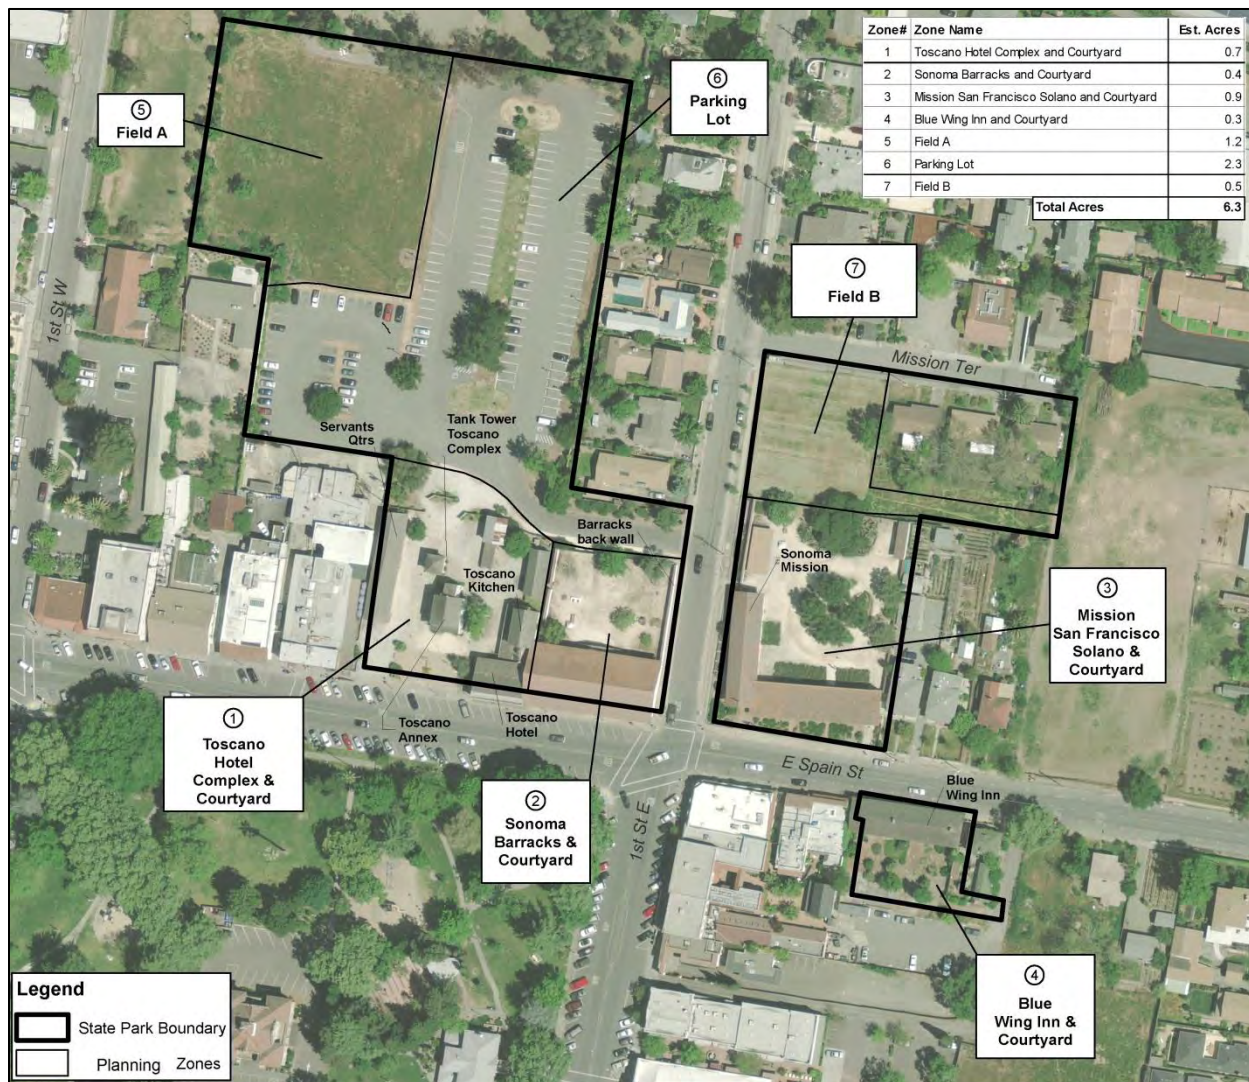 Zone# Zone Name Est. Acres
1 Toscano Hotel Complex and Courtyard 0.7
2 Sonoma Barracks and Courtyard 0.4
3 Mission San Francisco Solano and Courtyard 0.9
4 Blue Wing Inn and Courtyard 0.3
5 Field A 1.2
6 Parking Lot 2.3
7 Field B 0.5
Total Acres 6.3
5
Field A
6
Parking
Lot
7
Field B
1st St W
Mission Ter
Servants
Qtrs
Tank Tower
Toscano
Complex
Barracks
back wall
Toscano
Kitchen
Sonoma
Mission
3
Mission
San Francisco
Solano &
Courtyard
1
Toscano
Hotel
Complex &
Courtyard
Toscano
Annex
Toscano
Hotel
2
Sonoma
Barracks &
Courtyard
E Spain St
1st St E
Blue
Wing Inn
4
Blue
Wing Inn &
Courtyard
Legend
State Park Boundary
Planning Zones